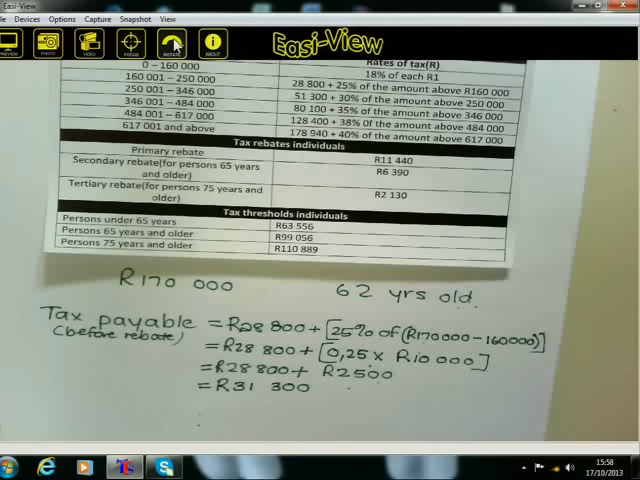 Devices Options Capture Snapshot View
PREVIEW PHOTO VIDEO FOCUS ROTATE ABOUT
Easi-View
Rates of tax(R)
0 – 160 000 18% of each R1
160 001 – 250 000 28 800 + 25% of the amount above R160 000
250 001 - 346 000 51 300 + 30% of the amount above 250 000
346 001 - 484 000 80 100 + 35% of the amount above 346 000
484 001 - 617 000 128 400 + 38% 0f the amount above 484 000
617 001 and above 178 940 + 40% of the amount above 617 000
Tax rebates individuals
Primary rebate R11 440
Secondary rebate(for persons 65 years R6 390
and older)
Tertiary rebate(for persons 75 years and R2 130
older)
Tax thresholds individuals
Persons under 65 years R63 556
Persons 65 years and older R99 056
Persons 75 years and older R110 889
R170 000 62 yrs old.
Tax payable = R28 800 + [25% of (R170000 - 160000)]
(before rebate)
= R28 800 + [0,25 x R10 000]
= R28 800 + R2500
= R31 300
15:58
17/10/2013